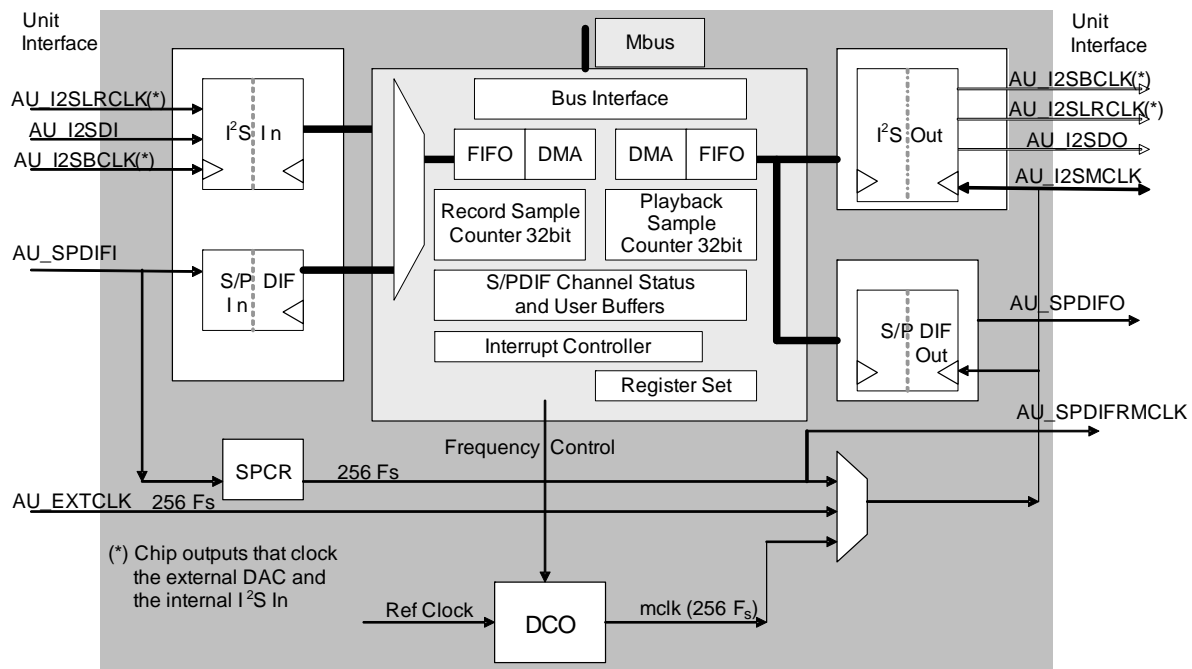 Unit
Interface
AU_I2SLRCLK(*)
AU_I2SDI
AU_I2SBCLK(*)
AU_SPDIFI
I²S In
S/P DIF
In
Mbus
Bus Interface
FIFO DMA
DMA FIFO
Record Sample
Counter 32bit
Playback
Sample
Counter 32bit
S/PDIF Channel Status
and User Buffers
Interrupt Controller
Register Set
Unit
Interface
I²S Out
AU_I2SBCLK(*)
AU_I2SLRCLK(*)
AU_I2SDO
AU_I2SMCLK
S/P DIF
Out
AU_SPDIFO
AU_SPDIFRMCLK
Frequency Control
SPCR
256 Fs
AU_EXTCLK 256 Fs
(*) Chip outputs that clock
the external DAC and
the internal I²S In
Ref Clock
DCO
mclk (256 Fₛ)